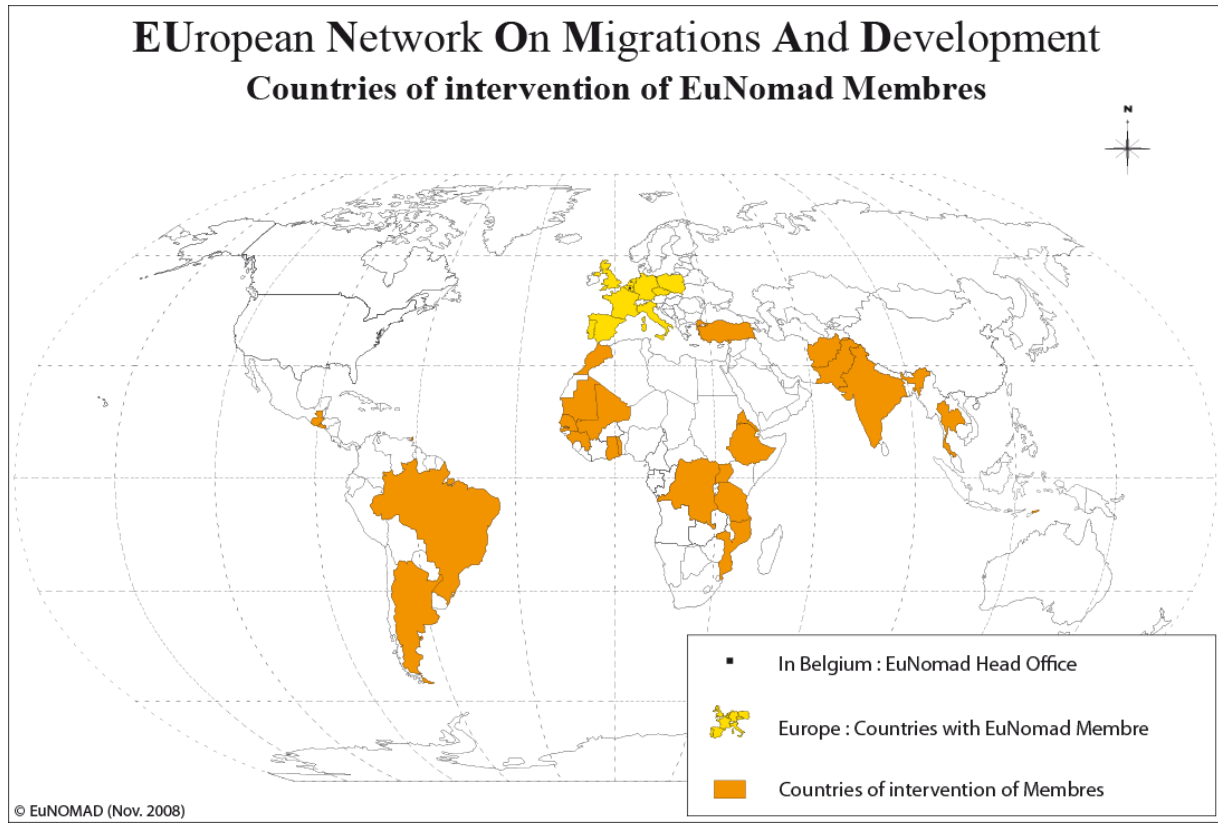 EUropean Network On Migrations And Development
Countries of intervention of EuNomad Membres
N
In Belgium : EuNomad Head Office
Europe : Countries with EuNomad Membre
Countries of intervention of Membres
© EuNOMAD (Nov. 2008)